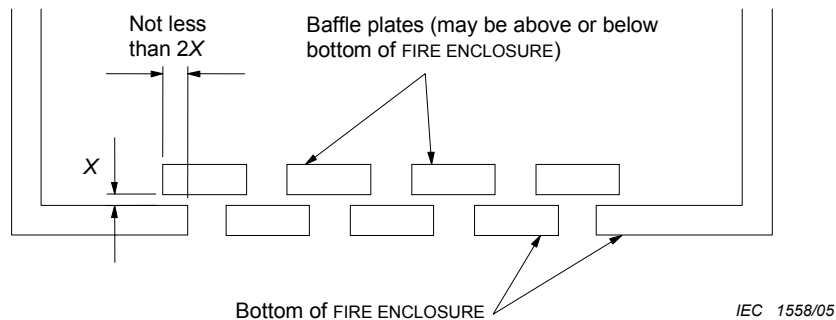 Not less
than 2X
Baffle plates (may be above or below
bottom of FIRE ENCLOSURE)
X
Bottom of FIRE ENCLOSURE
IEC 1558/05